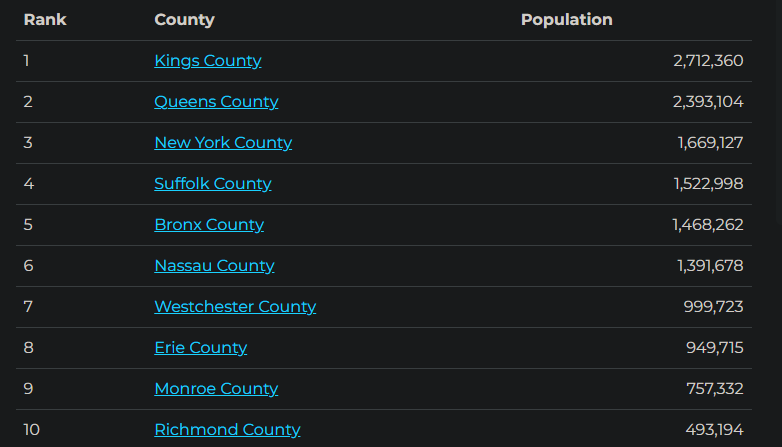 Rank County Population
1 Kings County 2,712,360
2 Queens County 2,393,104
3 New York County 1,669,127
4 Suffolk County 1,522,998
5 Bronx County 1,468,262
6 Nassau County 1,391,678
7 Westchester County 999,723
8 Erie County 949,715
9 Monroe County 757,332
10 Richmond County 493,194